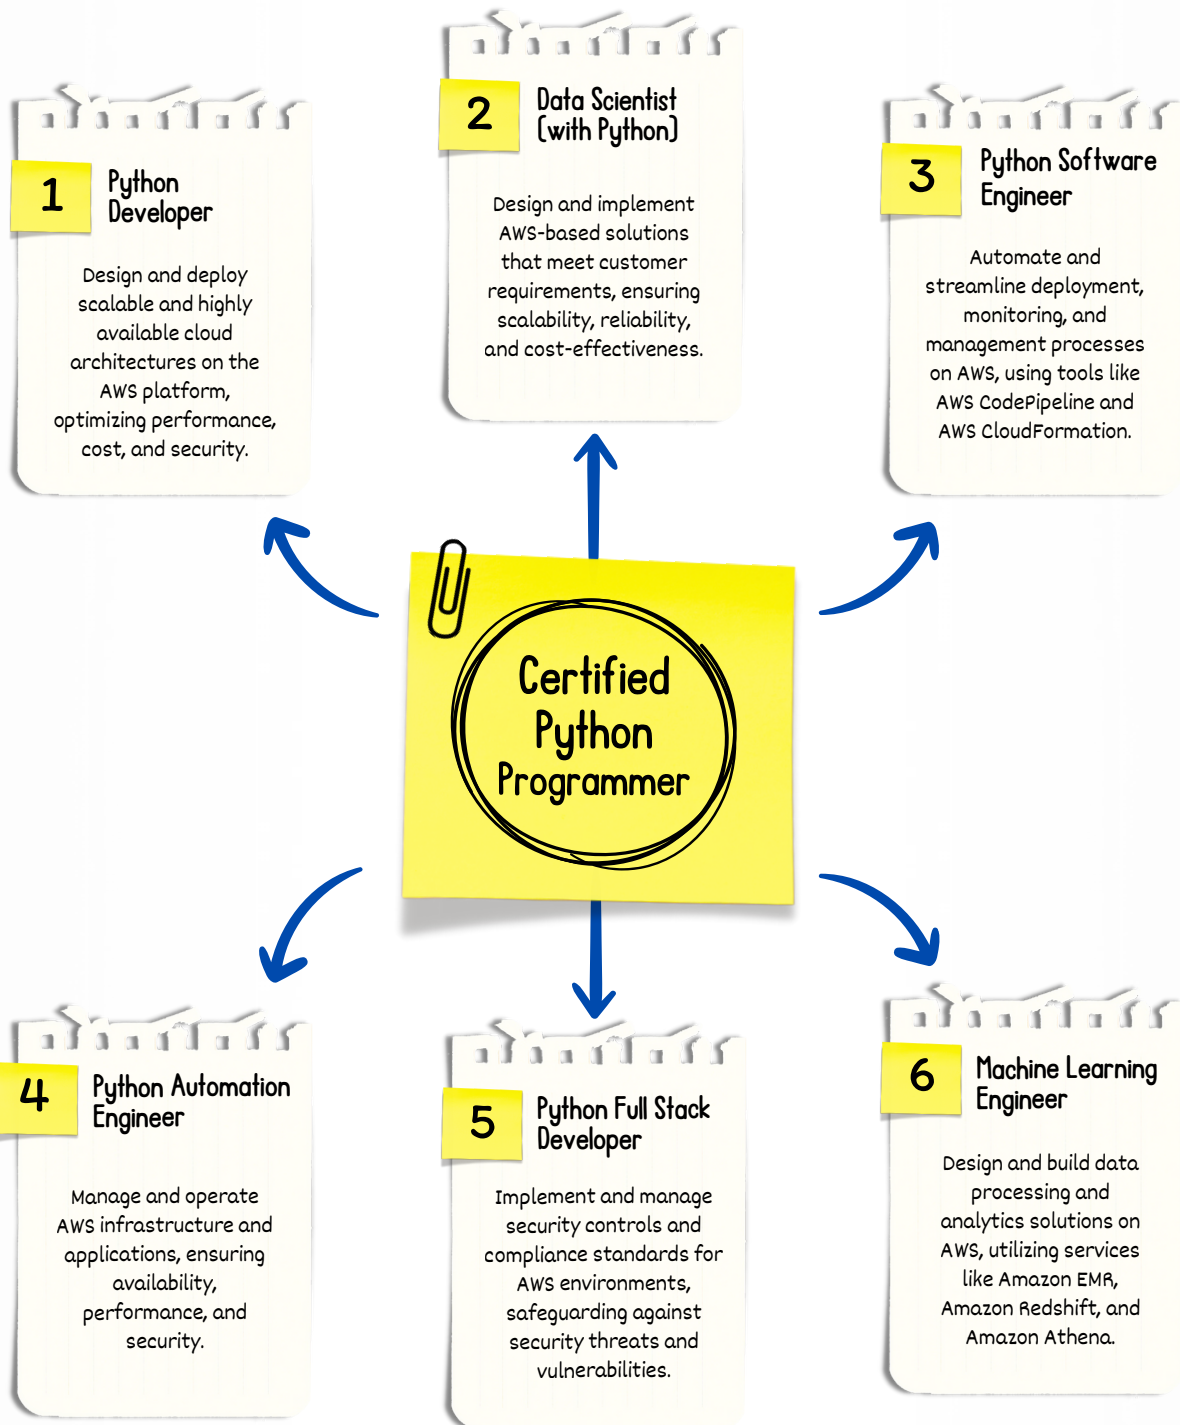 1
Python
Developer
Design and deploy
scalable and highly
available cloud
architectures on the
AWS platform,
optimizing performance,
cost, and security.
2
Data Scientist
(with Python)
Design and implement
AWS-based solutions
that meet customer
requirements, ensuring
scalability, reliability,
and cost-effectiveness.
3
Python Software
Engineer
Automate and
streamline deployment,
monitoring, and
management processes
on AWS, using tools like
AWS CodePipeline and
AWS CloudFormation.
Certified
Python
Programmer
4
Python Automation
Engineer
Manage and operate
AWS infrastructure and
applications, ensuring
availability,
performance, and
security.
5
Python Full Stack
Developer
Implement and manage
security controls and
compliance standards for
AWS environments,
safeguarding against
security threats and
vulnerabilities.
6
Machine Learning
Engineer
Design and build data
processing and
analytics solutions on
AWS, utilizing services
like Amazon EMR,
Amazon Redshift, and
Amazon Athena.